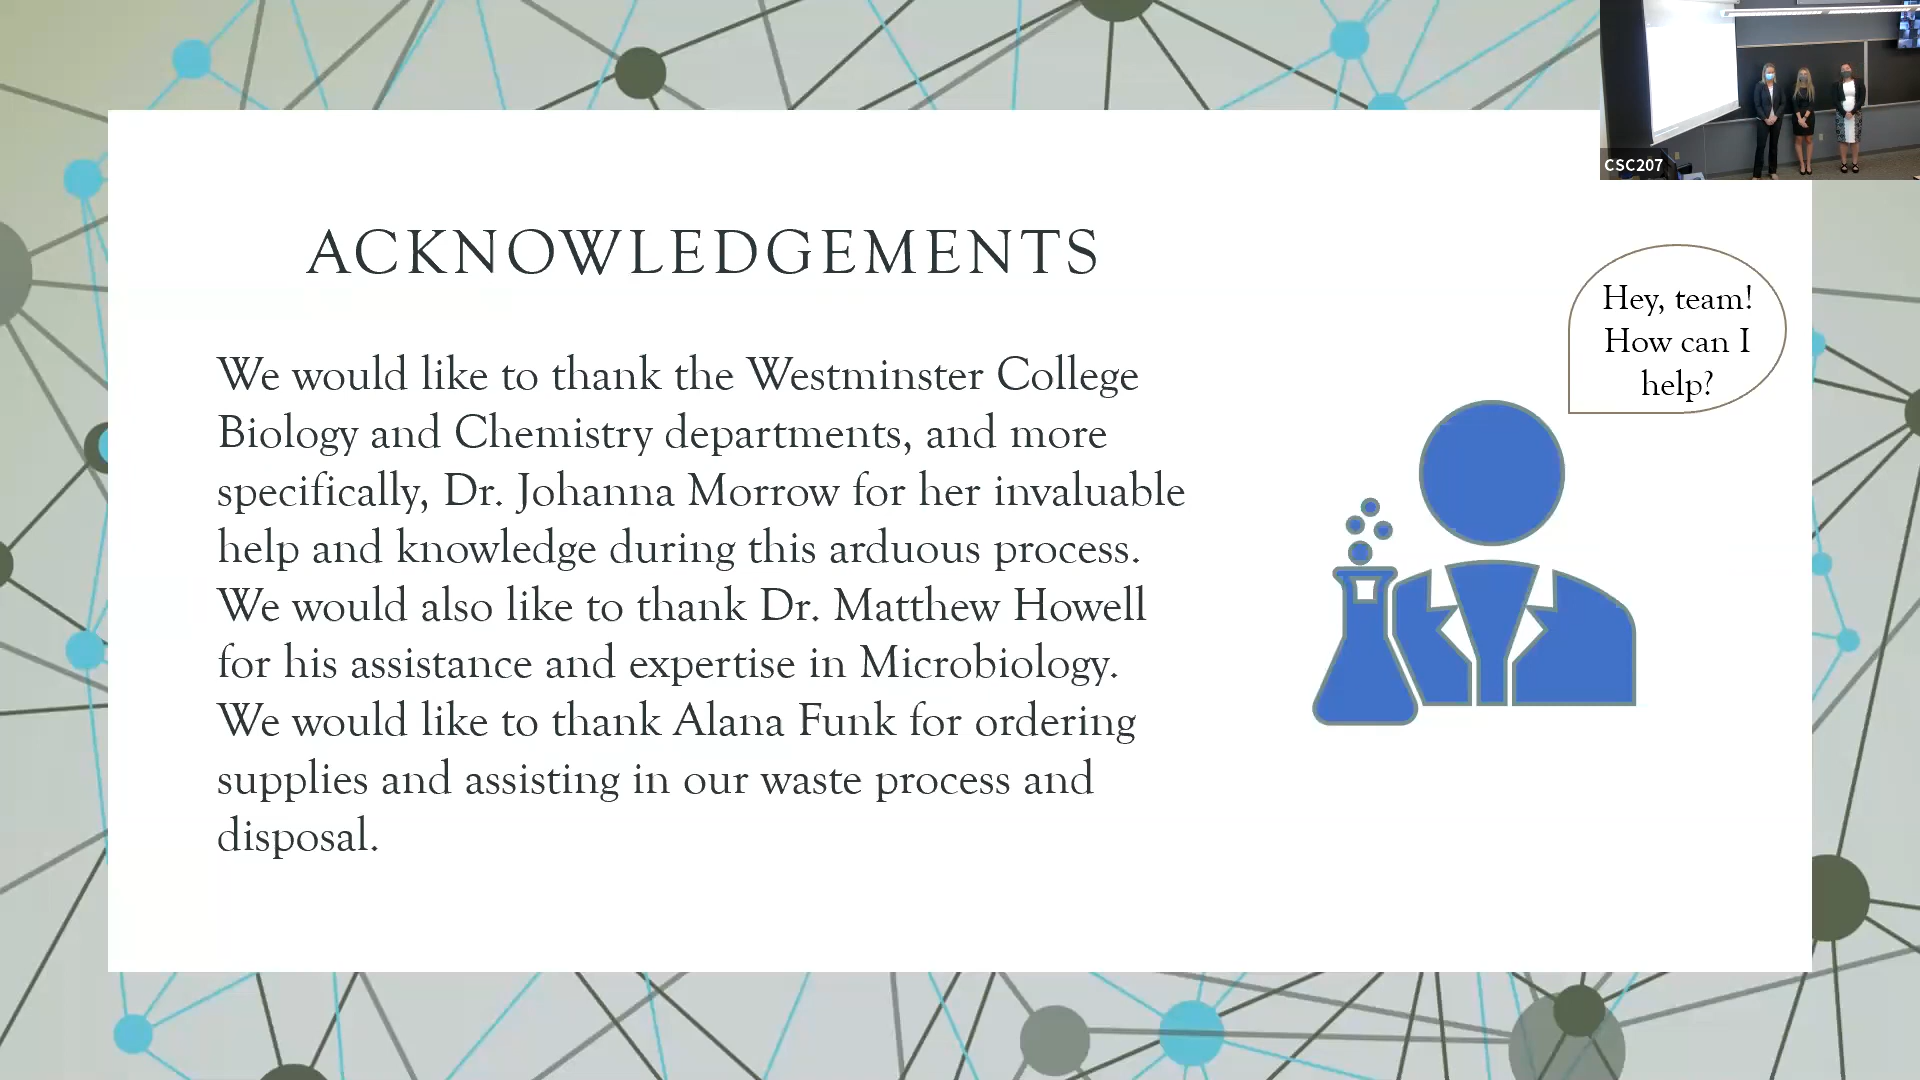 CSC207
ACKNOWLEDGEMENTS
Hey, team!
How can I
help?
We would like to thank the Westminster College
Biology and Chemistry departments, and more
specifically, Dr. Johanna Morrow for her invaluable
help and knowledge during this arduous process.
We would also like to thank Dr. Matthew Howell
for his assistance and expertise in Microbiology.
We would like to thank Alana Funk for ordering
supplies and assisting in our waste process and
disposal.